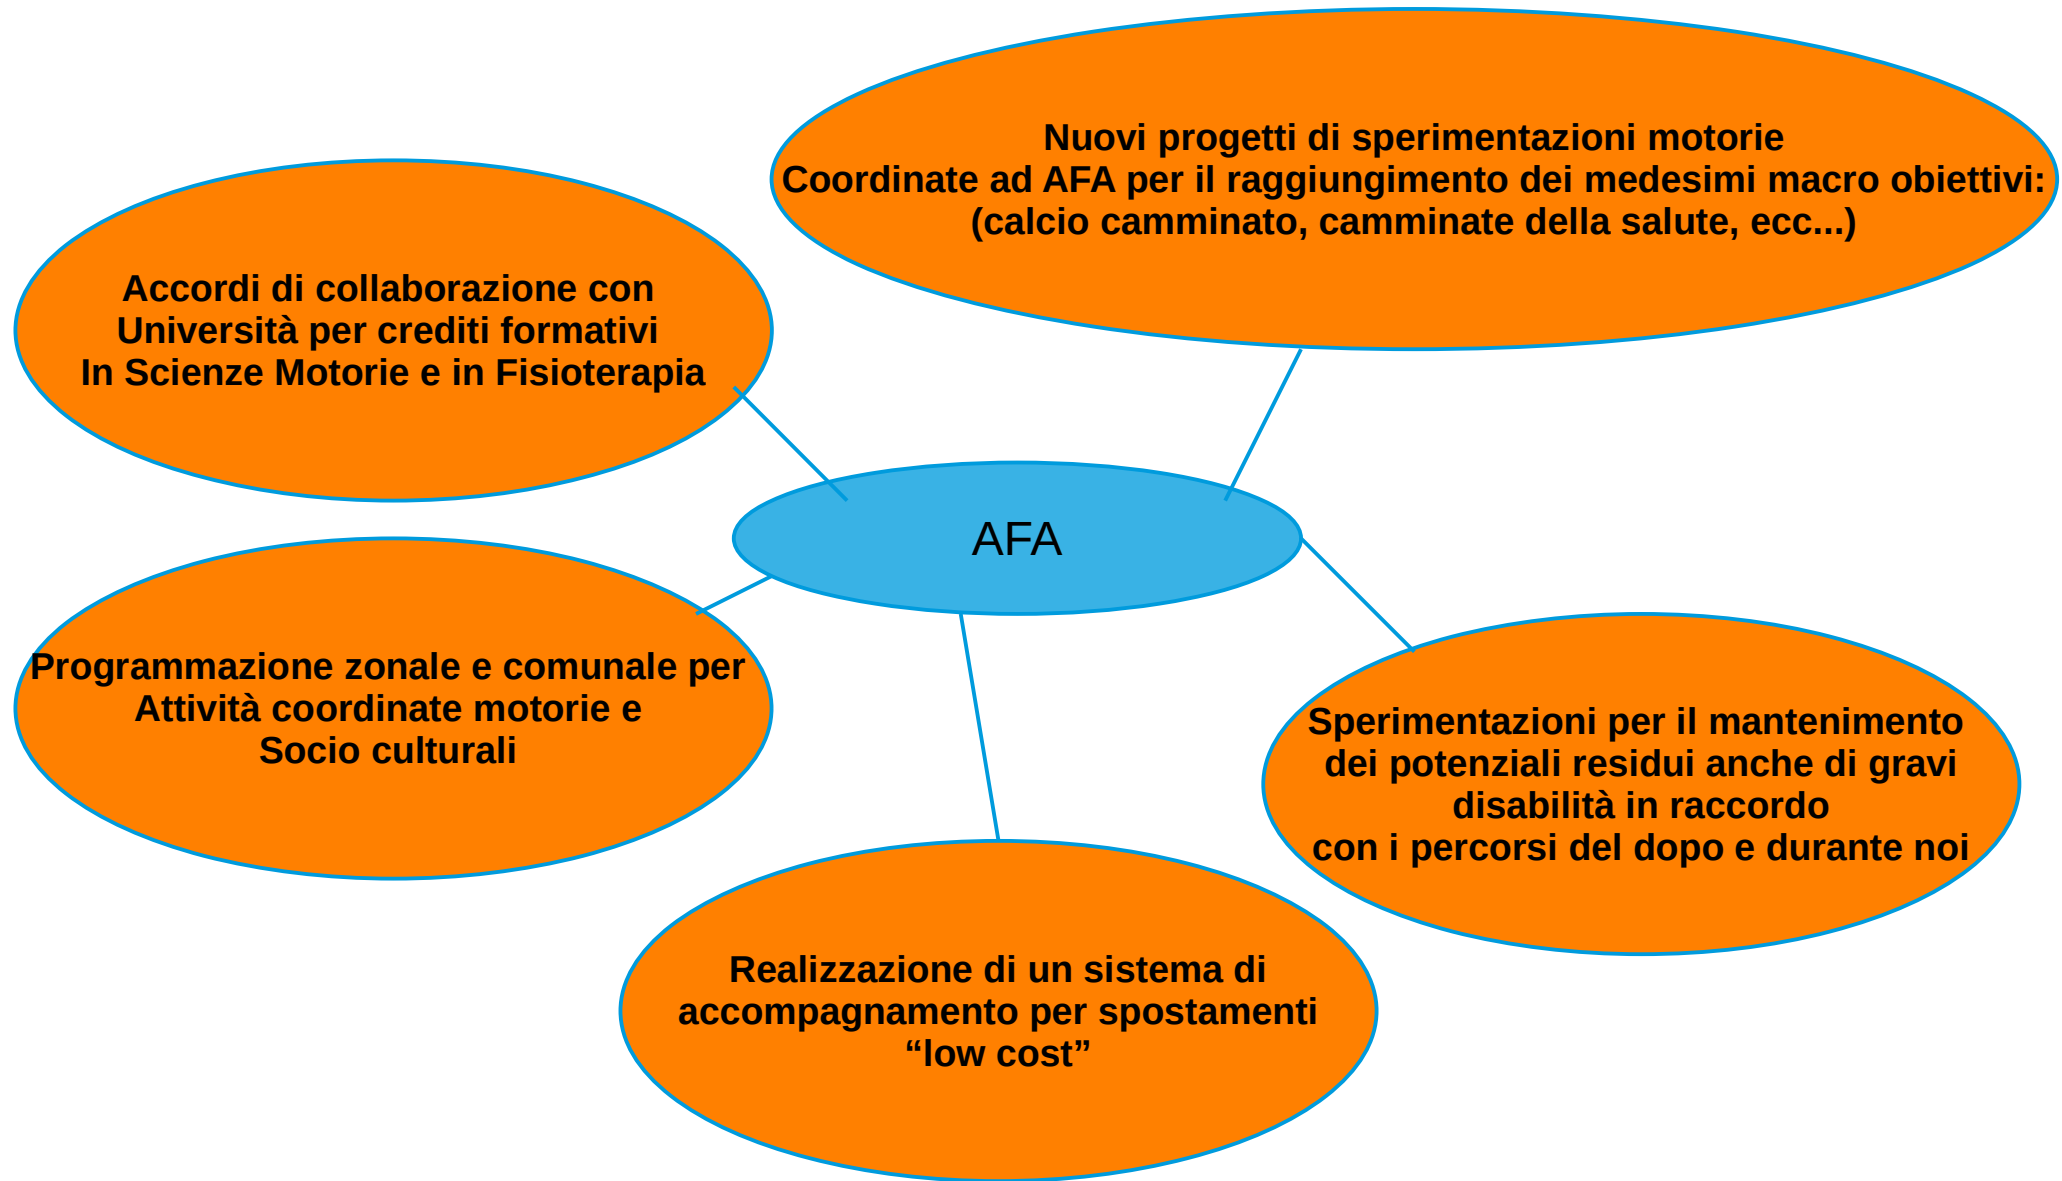 Nuovi progetti di sperimentazioni motorie
Coordinate ad AFA per il raggiungimento dei medesimi macro obiettivi:
(calcio camminato, camminate della salute, ecc...)
Accordi di collaborazione con
Università per crediti formativi
In Scienze Motorie e in Fisioterapia
AFA
Programmazione zonale e comunale per
Attività coordinate motorie e
Socio culturali
Sperimentazioni per il mantenimento
dei potenziali residui anche di gravi
disabilità in raccordo
con i percorsi del dopo e durante noi
Realizzazione di un sistema di
accompagnamento per spostamenti
“low cost”